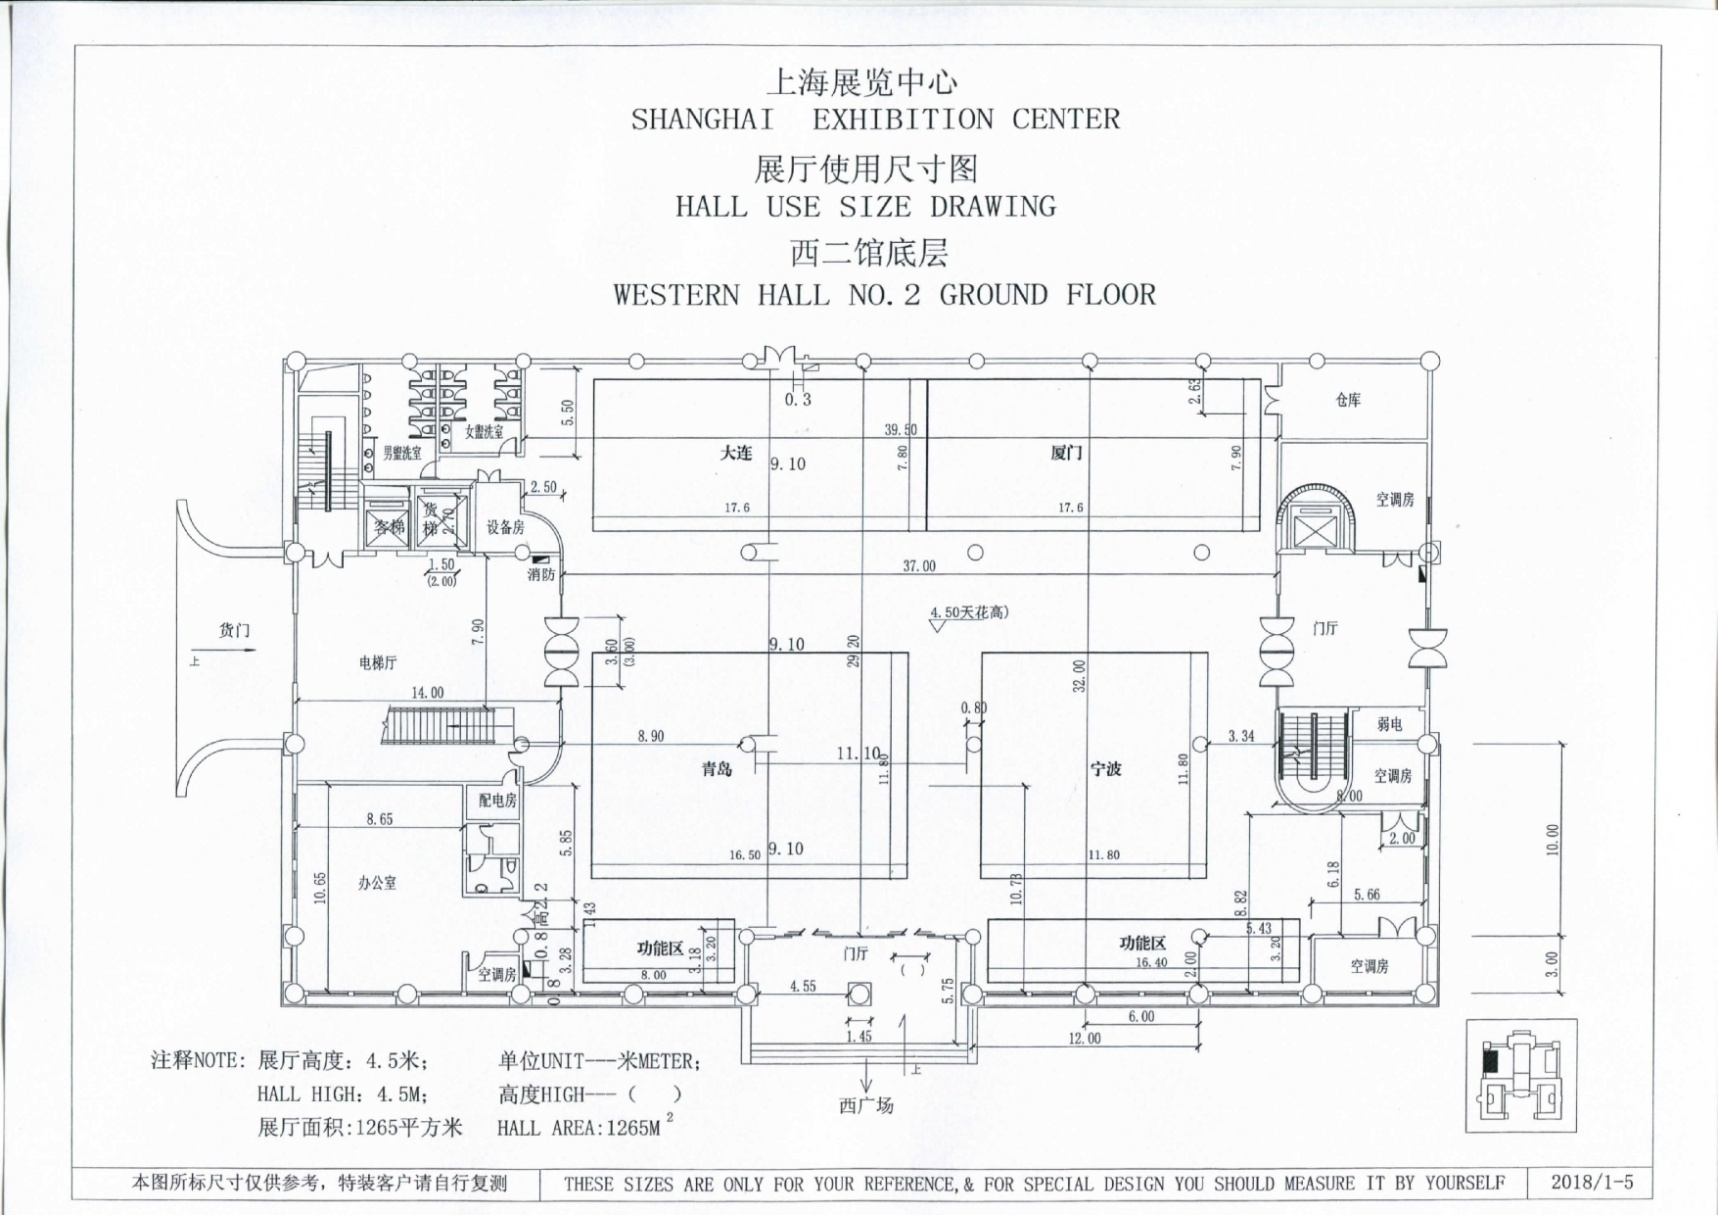 上海展览中心
SHANGHAI EXHIBITION CENTER
展厅使用尺寸图
HALL USE SIZE DRAWING
西二馆底层
WESTERN HALL NO.2 GROUND FLOOR
男盥洗室
女盥洗室
5.50
0.3
39.50
2.63
仓库
大连
9.10
7.80
厦门
7.90
17.6
17.6
空调房
客梯
货梯
2.70
设备房
2.50
1.50
(2.00)
消防
37.00
货门
上
电梯厅
7.90
14.00
3.60
(3.00)
4.50天花高)
9.10
29.20
32.00
门厅
0.80
8.90
11.10
11.80
青岛
宁波
11.80
3.34
弱电
空调房
8.00
2.00
配电房
8.65
10.65
办公室
5.85
16.50
9.10
11.80
10.73
8.82
6.18
5.66
10.00
高2.2
0.8
3.28
空调房
0.8
1.43
功能区
3.18
3.20
8.00
门厅
( )
4.55
5.75
1.45
功能区
16.40
2.00
5.43
3.20
空调房
3.00
6.00
12.00
上
西广场
注释NOTE: 展厅高度: 4.5米; 单位UNIT---米METER;
HALL HIGH: 4.5M; 高度HIGH---( )
展厅面积:1265平方米 HALL AREA:1265M²
本图所标尺寸仅供参考，特装客户请自行复测
THESE SIZES ARE ONLY FOR YOUR REFERENCE,& FOR SPECIAL DESIGN YOU SHOULD MEASURE IT BY YOURSELF
2018/1-5